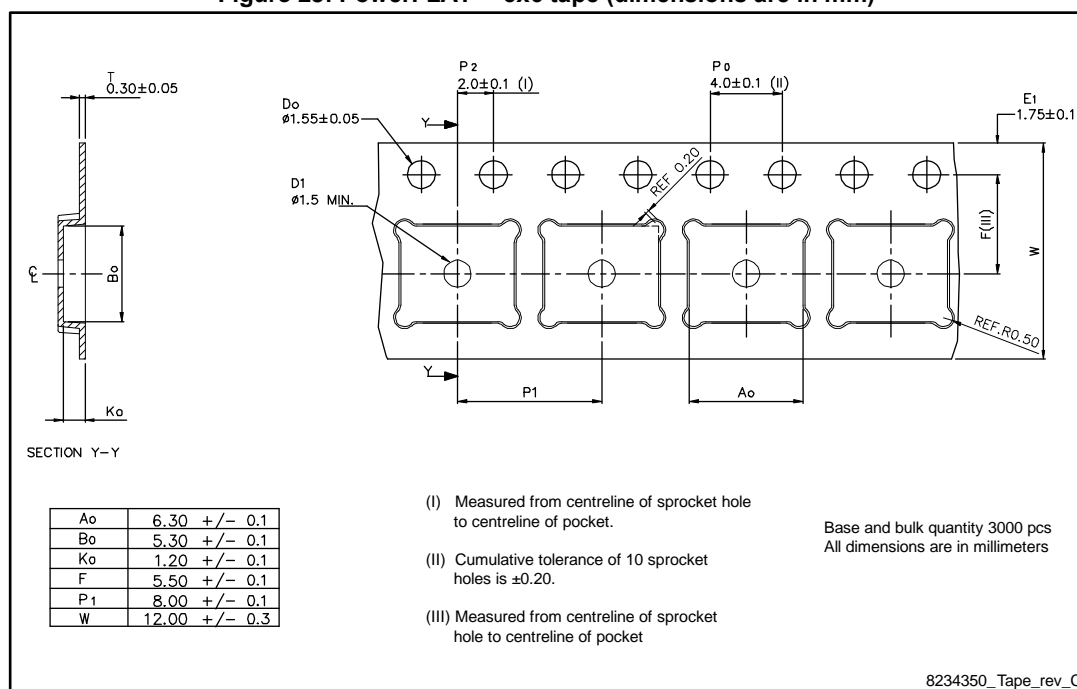 T
0.30±0.05
P2
2.0±0.1 (I)
P0
4.0±0.1 (II)
E1
1.75±0.1
Do
ø1.55±0.05
Y
D1
ø1.5 MIN.
REF 0.20
F(III)
W
Bo
REF.R0.50
Y
P1
Ao
Ko
SECTION Y-Y
Ao 6.30 +/- 0.1
Bo 5.30 +/- 0.1
Ko 1.20 +/- 0.1
F 5.50 +/- 0.1
P1 8.00 +/- 0.1
W 12.00 +/- 0.3
(I) Measured from centreline of sprocket hole
to centreline of pocket.
(II) Cumulative tolerance of 10 sprocket
holes is ±0.20.
(III) Measured from centreline of sprocket
hole to centreline of pocket
Base and bulk quantity 3000 pcs
All dimensions are in millimeters
8234350_Tape_rev_C